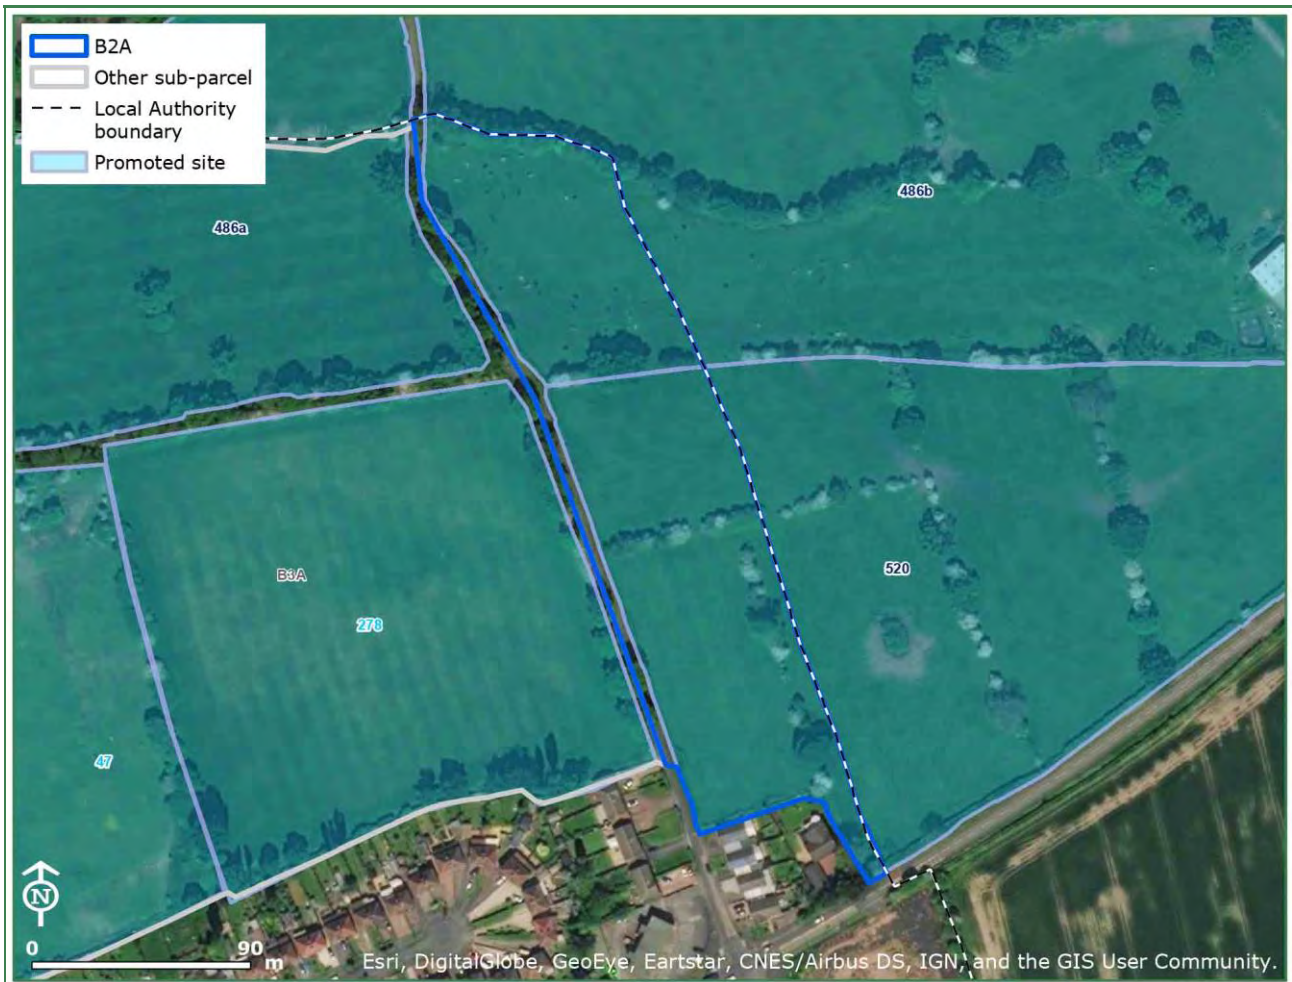 B2A
Other sub-parcel
Local Authority
boundary
Promoted site
486a
486b
B3A
278
520
47
N
0 90
m
Esri, DigitalGlobe, GeoEye, Eartstar, CNES/Airbus DS, IGN, and the GIS User Community.